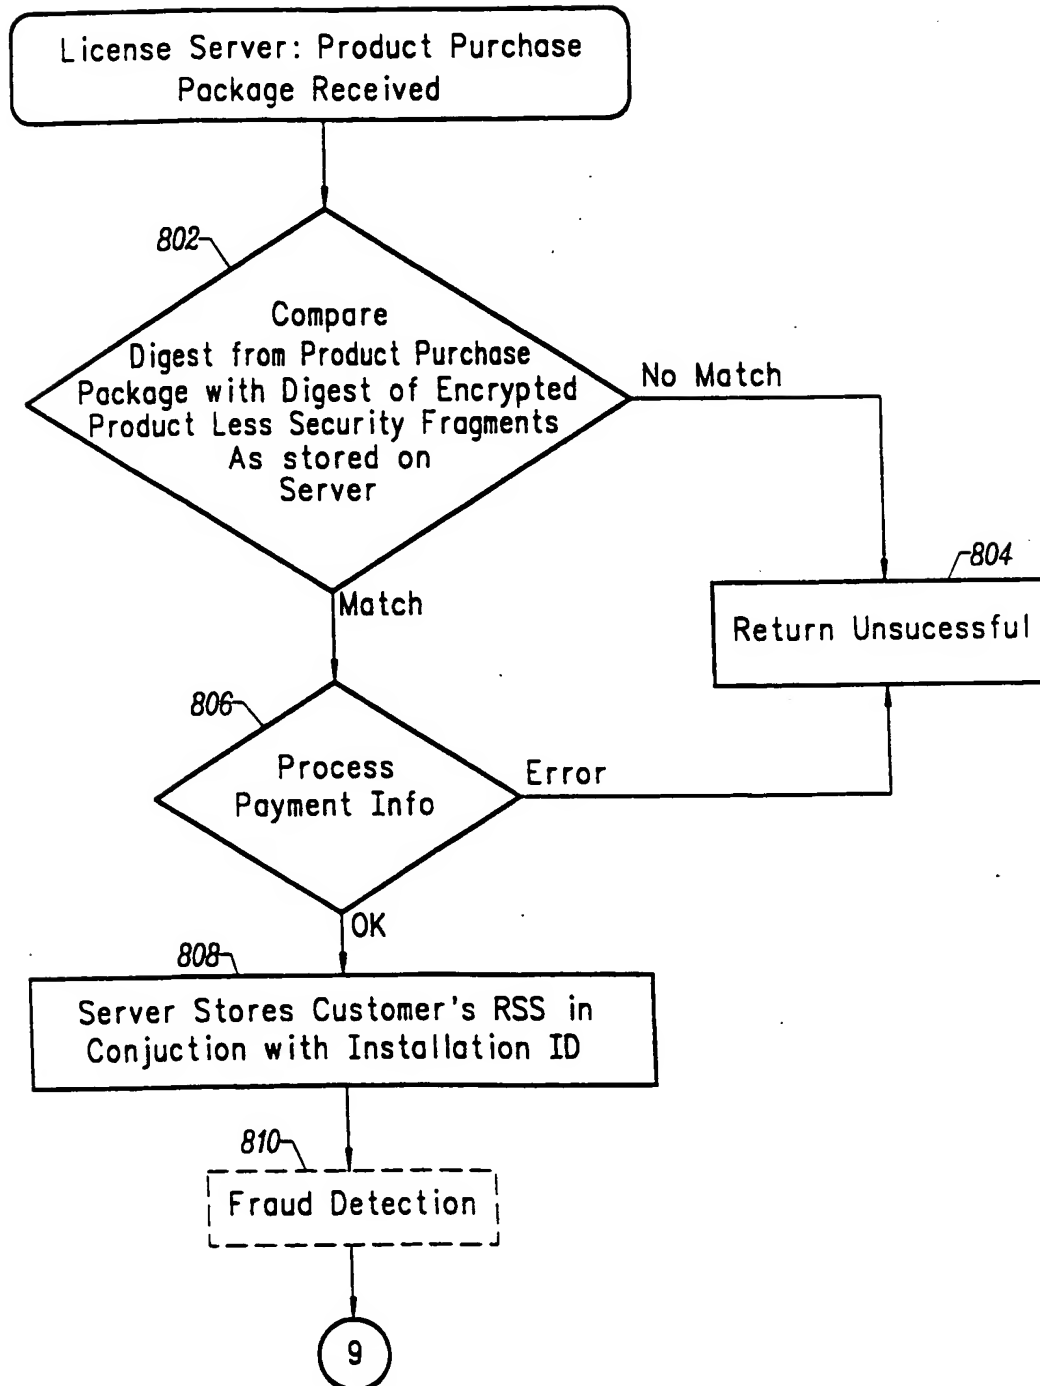 License Server: Product Purchase
Package Received
802
Compare
Digest from Product Purchase
Package with Digest of Encrypted
Product Less Security Fragments
As stored on
Server
No Match
804
Return Unsucessful
Match
806
Process
Payment Info
Error
OK
808
Server Stores Customer's RSS in
Conjuction with Installation ID
810
Fraud Detection
9